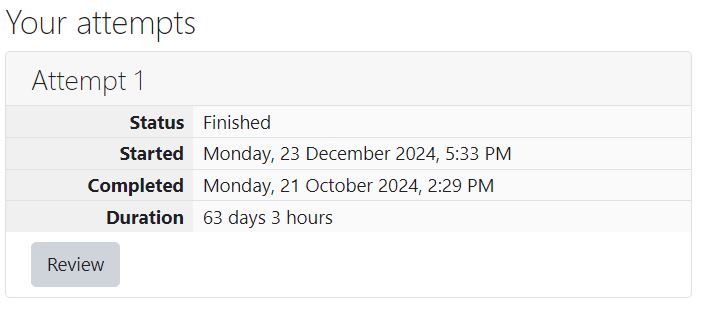 Your attempts
Attempt 1
Status Finished
Started Monday, 23 December 2024, 5:33 PM
Completed Monday, 21 October 2024, 2:29 PM
Duration 63 days 3 hours
Review